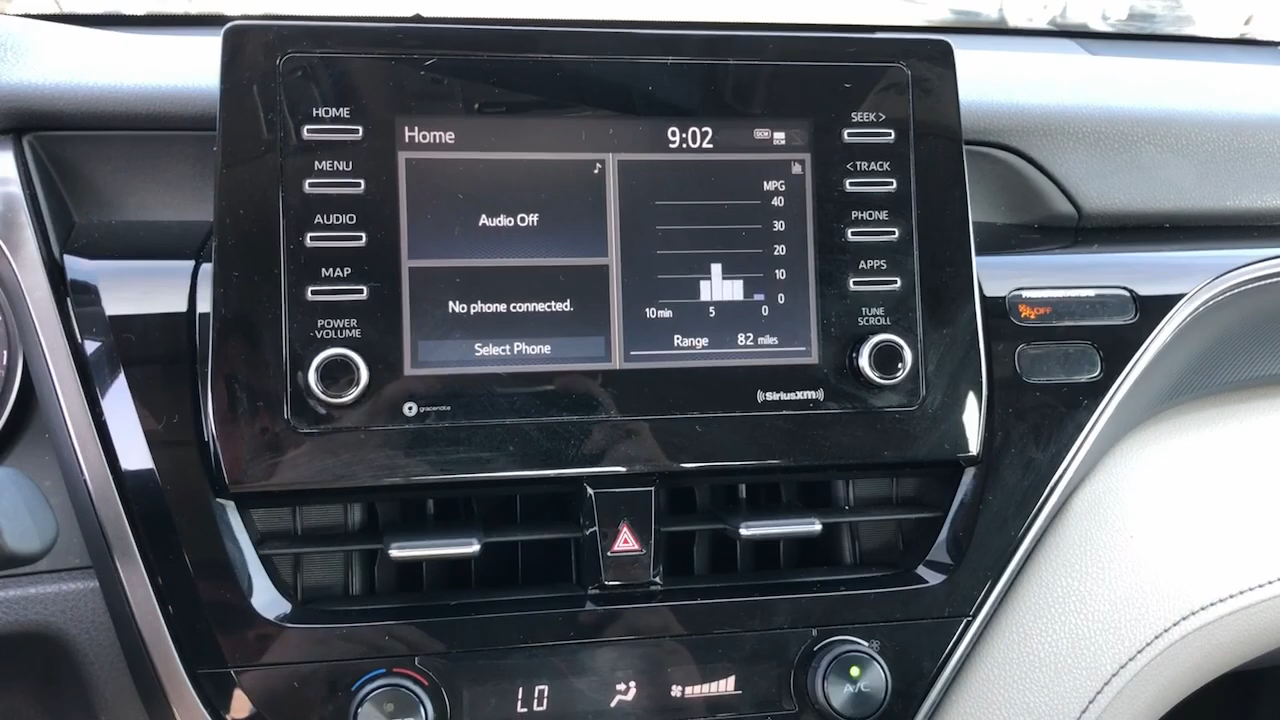 HOME
MENU
AUDIO
MAP
POWER
-VOLUME
Home
9:02
DCM
DCM
Audio Off
No phone connected.
Select Phone
MPG
40
30
20
10
0
10 min 5 0
Range 82 miles
SEEK >
< TRACK
PHONE
APPS
TUNE
SCROLL
gracenote
((SiriusXM))
OFF
LO
A/C